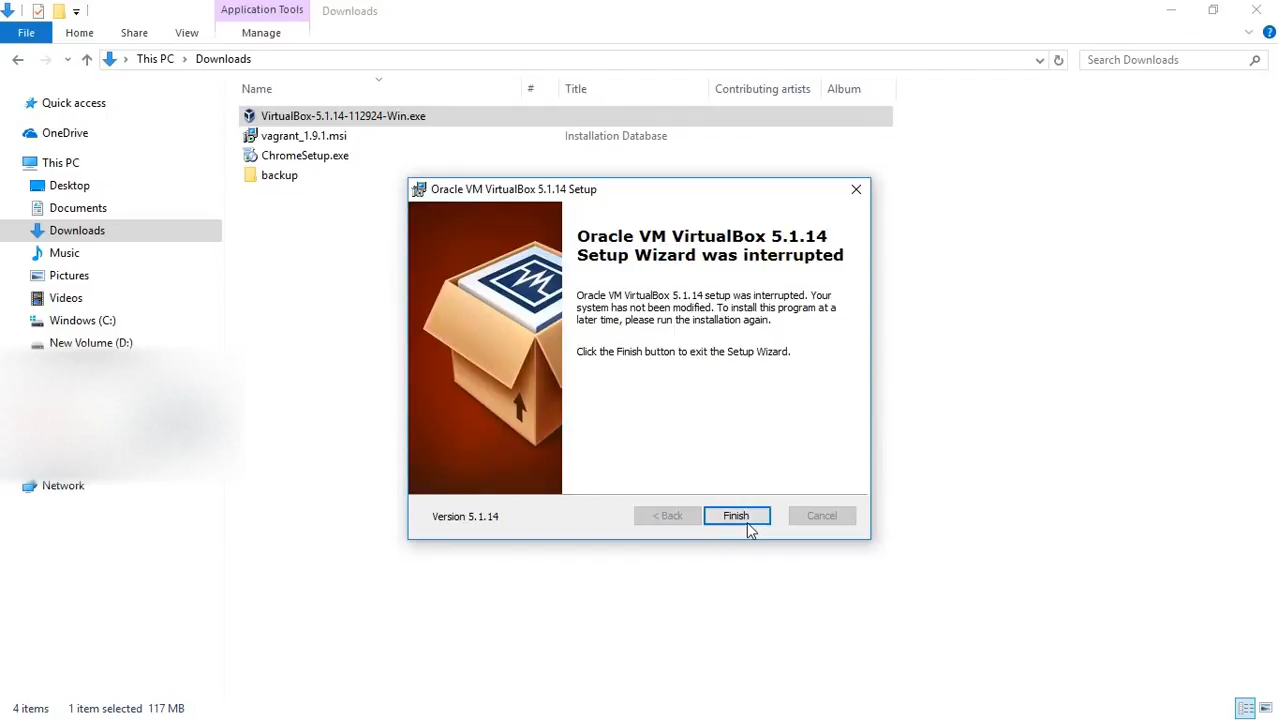 Application Tools
Downloads
File
Home
Share
View
Manage
This PC
Downloads
Search Downloads
Name
#
Title
Contributing artists
Album
Quick access
OneDrive
This PC
Desktop
Documents
Downloads
Music
Pictures
Videos
Windows (C:)
New Volume (D:)
Network
VirtualBox-5.1.14-112924-Win.exe
vagrant_1.9.1.msi
Installation Database
ChromeSetup.exe
backup
Oracle VM VirtualBox 5.1.14 Setup
Oracle VM VirtualBox 5.1.14
Setup Wizard was interrupted
Oracle VM VirtualBox 5.1.14 setup was interrupted. Your
system has not been modified. To install this program at a
later time, please run the installation again.
Click the Finish button to exit the Setup Wizard.
Version 5.1.14
< Back
Finish
Cancel
4 items
1 item selected 117 MB